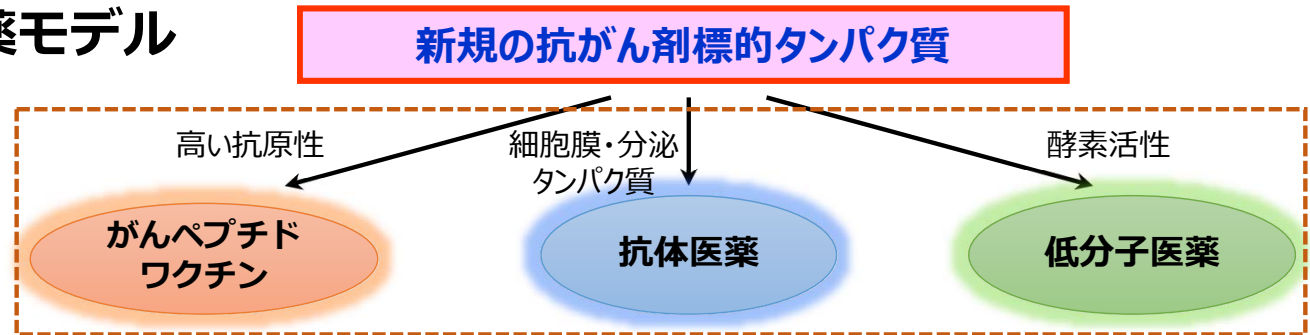 薬モデル
新規の抗がん剤標的タンパク質
高い抗原性
細胞膜・分泌
タンパク質
酵素活性
がんペプチド
ワクチン
抗体医薬
低分子医薬